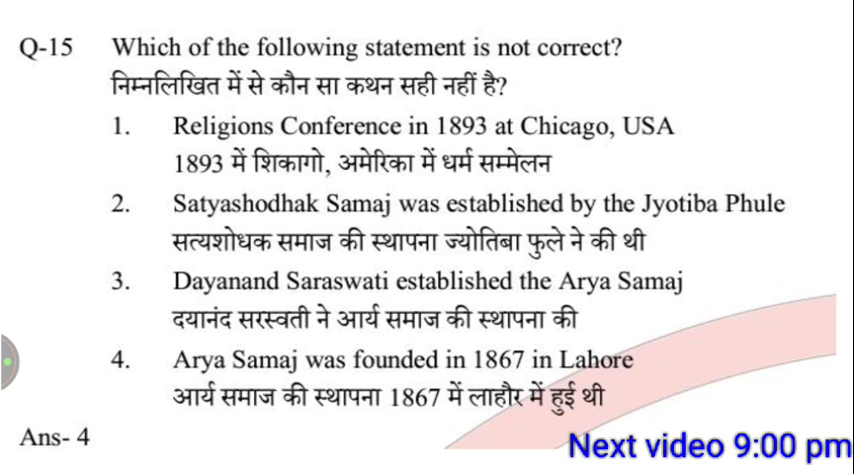 Q-15 Which of the following statement is not correct?
निम्नलिखित में से कौन सा कथन सही नहीं है?
1. Religions Conference in 1893 at Chicago, USA
1893 में शिकागो, अमेरिका में धर्म सम्मेलन
2. Satyashodhak Samaj was established by the Jyotiba Phule
सत्यशोधक समाज की स्थापना ज्योतिबा फुले ने की थी
3. Dayanand Saraswati established the Arya Samaj
दयानंद सरस्वती ने आर्य समाज की स्थापना की
4. Arya Samaj was founded in 1867 in Lahore
आर्य समाज की स्थापना 1867 में लाहौर में हुई थी
Ans- 4
Next video 9:00 pm